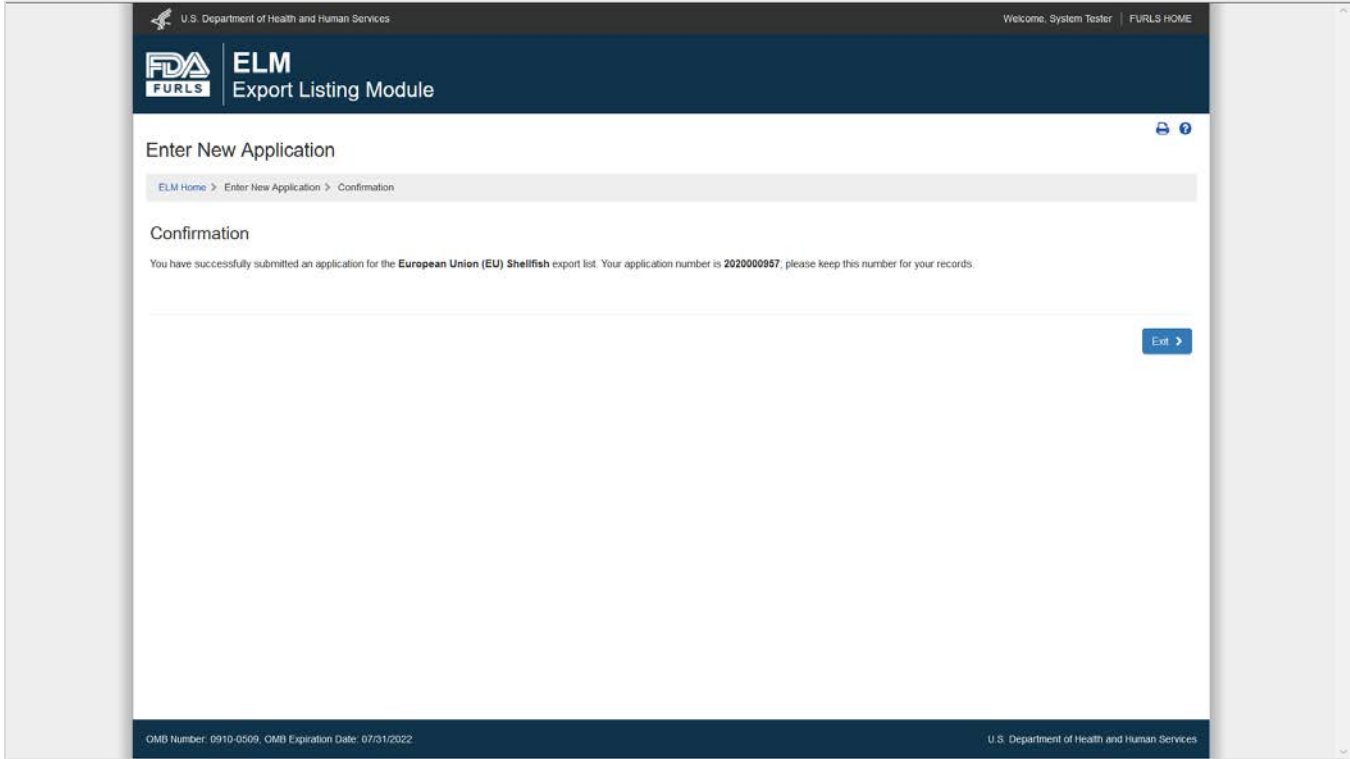 U.S. Department of Health and Human Services
Welcome, System Tester | FURLS HOME
FDA
FURLS
ELM
Export Listing Module
Enter New Application
ELM Home > Enter New Application > Confirmation
Confirmation
You have successfully submitted an application for the European Union (EU) Shellfish export list. Your application number is 2020000957; please keep this number for your records.
Exit >
OMB Number: 0910-0509, OMB Expiration Date: 07/31/2022
U.S. Department of Health and Human Services